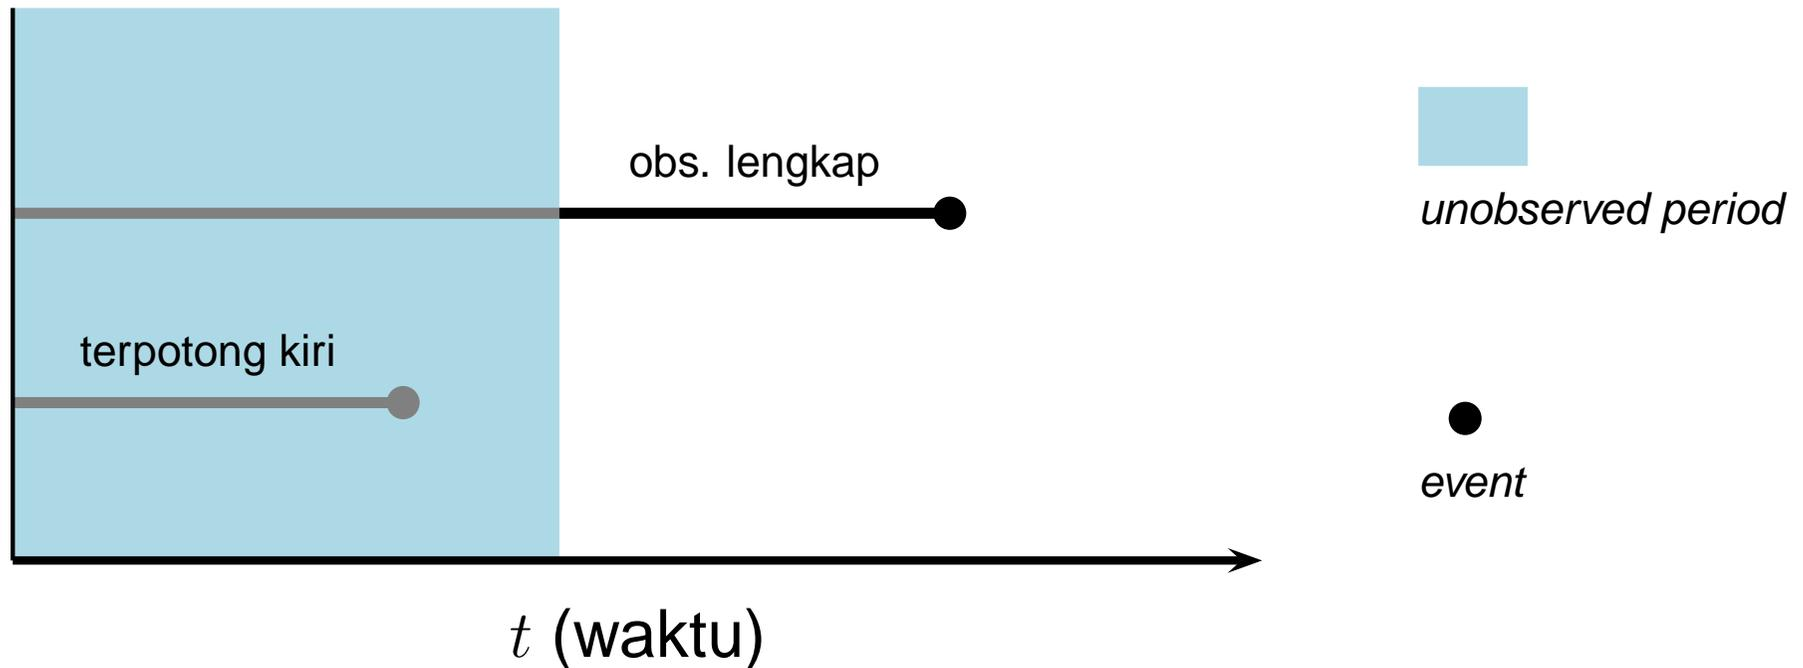 obs. lengkap
unobserved period
terpotong kiri
event
t (waktu)